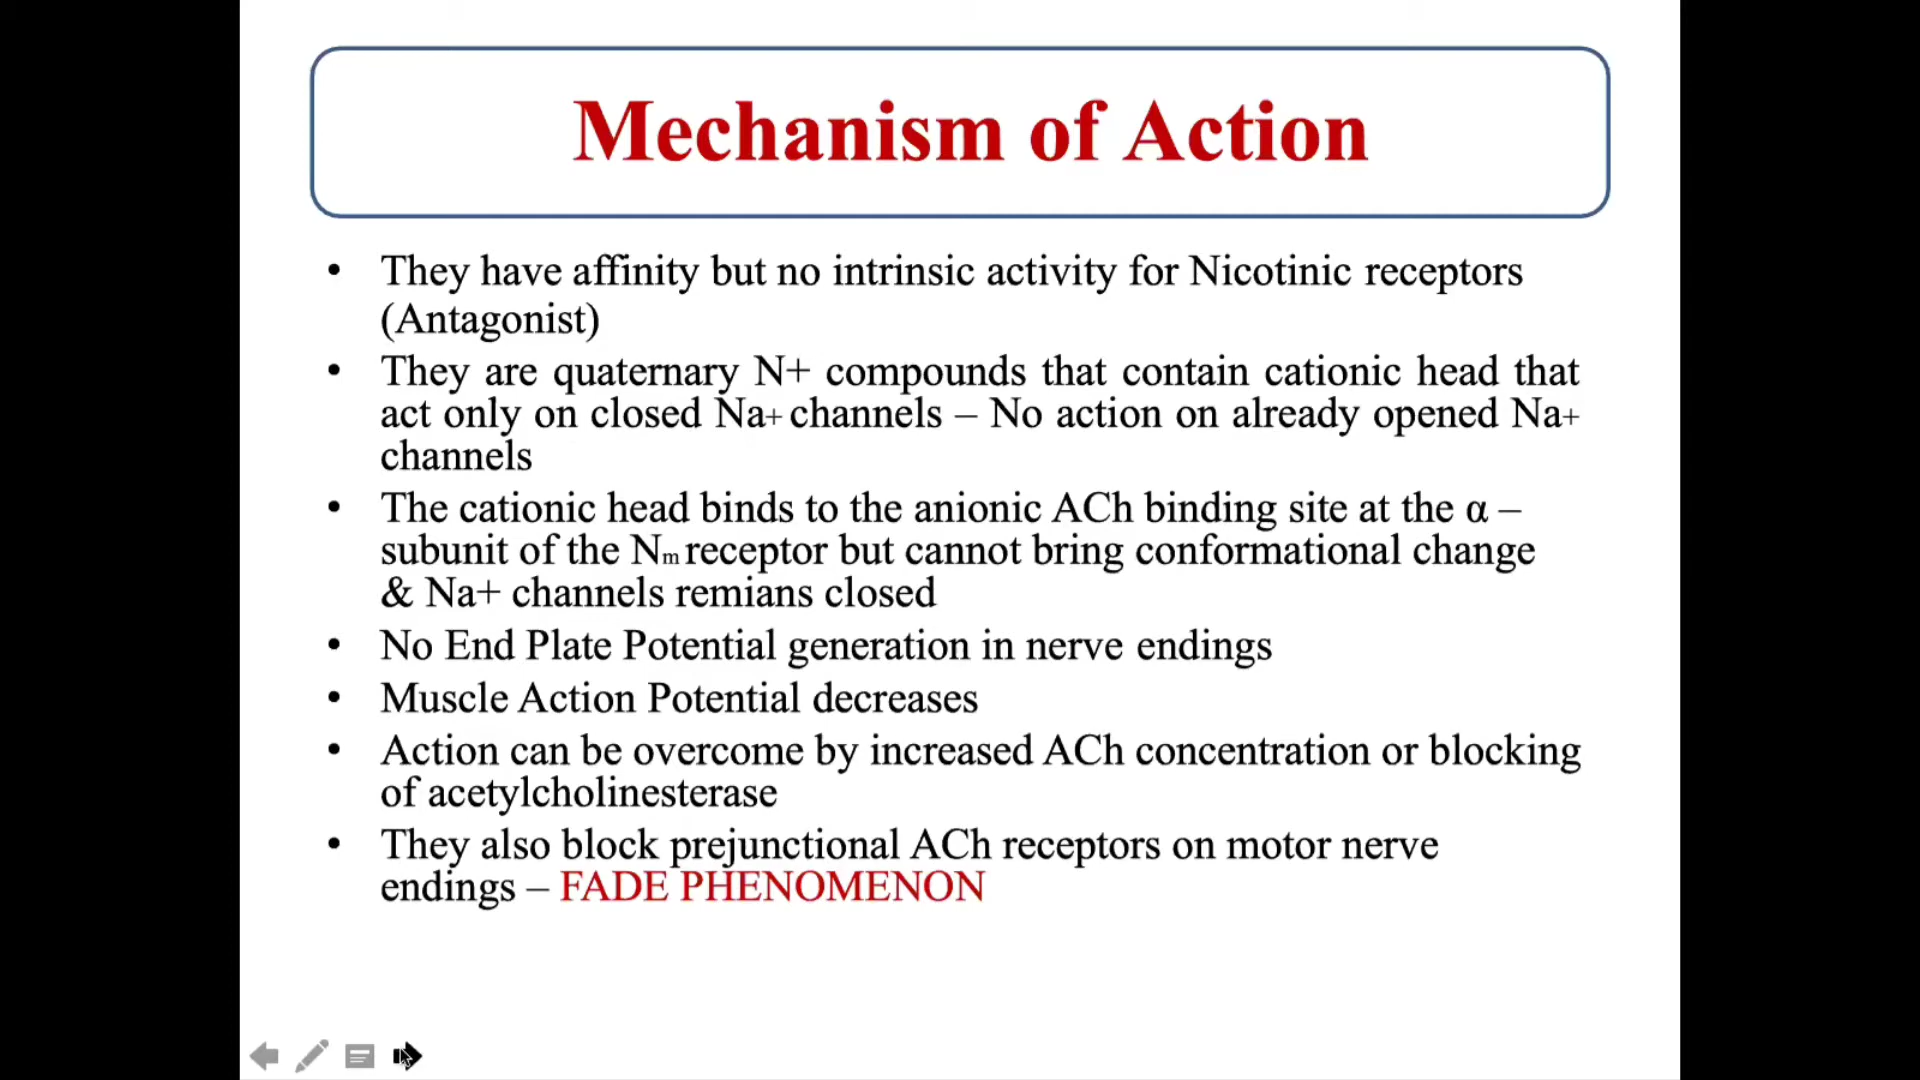 Mechanism of Action
• They have affinity but no intrinsic activity for Nicotinic receptors
(Antagonist)
• They are quaternary N+ compounds that contain cationic head that
act only on closed Na+ channels – No action on already opened Na+
channels
• The cationic head binds to the anionic ACh binding site at the α –
subunit of the Nm receptor but cannot bring conformational change
& Na+ channels remians closed
• No End Plate Potential generation in nerve endings
• Muscle Action Potential decreases
• Action can be overcome by increased ACh concentration or blocking
of acetylcholinesterase
• They also block prejunctional ACh receptors on motor nerve
endings – FADE PHENOMENON